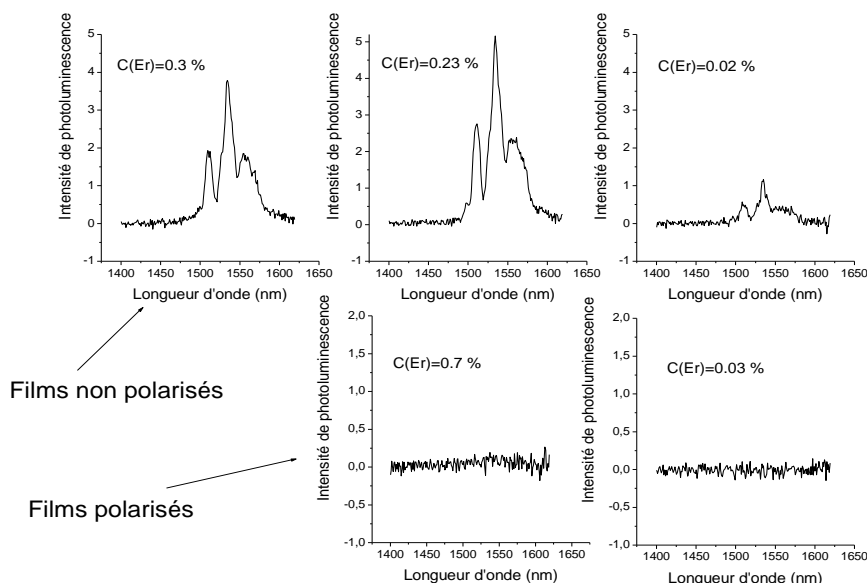 Intensité de photoluminescence
5
4
3
2
1
0
-1
C(Er)=0.3 %
1400 1450 1500 1550 1600 1650
Longueur d'onde (nm)
Intensité de photoluminescence
5
4
3
2
1
0
-1
C(Er)=0.23 %
1400 1450 1500 1550 1600 1650
Longueur d'onde (nm)
Intensité de photoluminescence
5
4
3
2
1
0
-1
C(Er)=0.02 %
1400 1450 1500 1550 1600 1650
Longueur d'onde (nm)
Films non polarisés
Films polarisés
Intensité de photoluminescence
2,0
1,5
1,0
0,5
0,0
-0,5
-1,0
C(Er)=0.7 %
1400 1450 1500 1550 1600 1650
Longueur d'onde (nm)
Intensité de photoluminescence
2,0
1,5
1,0
0,5
0,0
-0,5
-1,0
C(Er)=0.03 %
1400 1450 1500 1550 1600 1650
Longueur d'onde (nm)